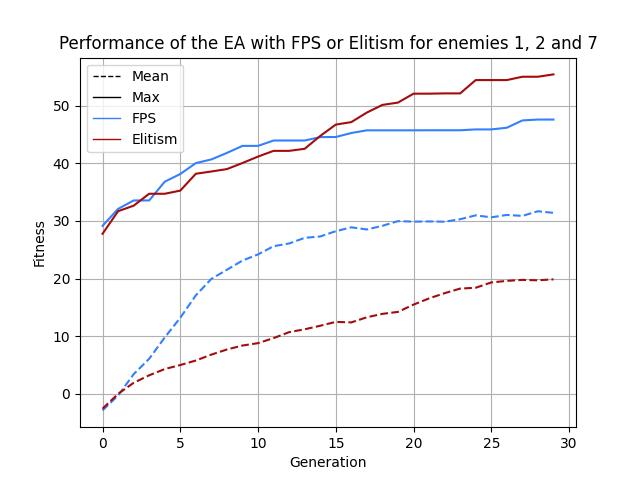 Performance of the EA with FPS or Elitism for enemies 1, 2 and 7
Mean
Max
FPS
Elitism
50
40
30
20
10
0
Fitness
0 5 10 15 20 25 30
Generation